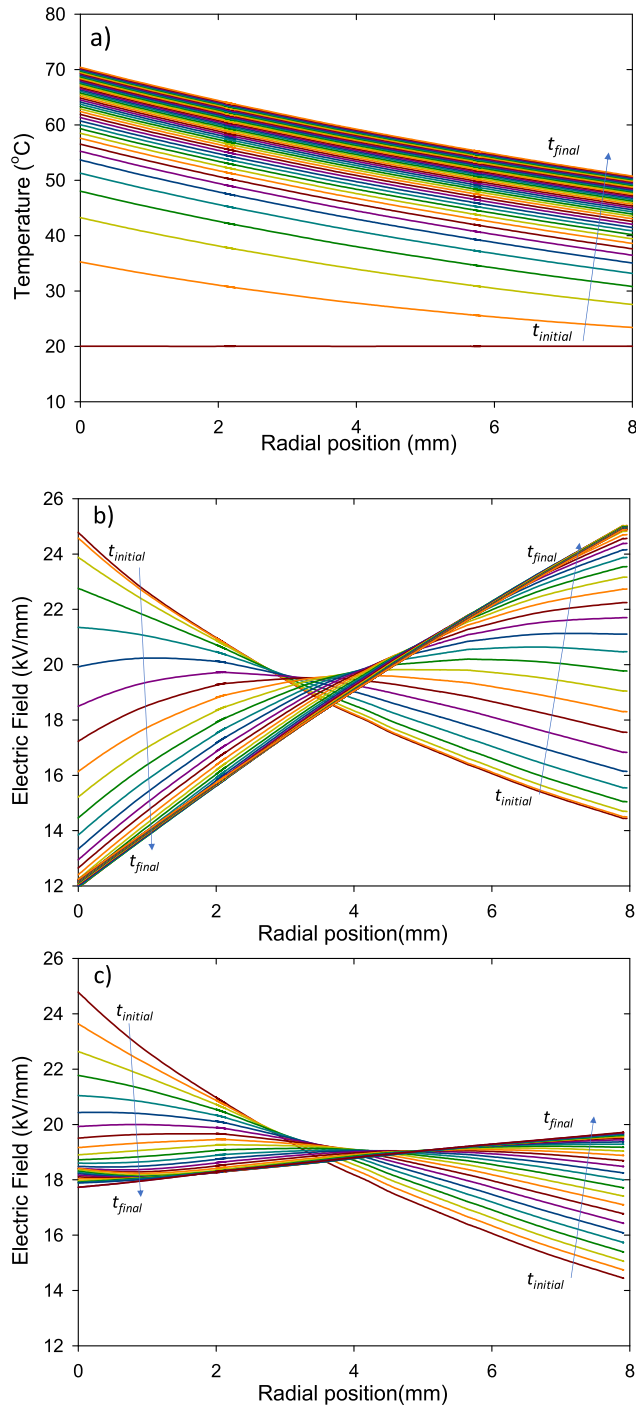 a)
80
70
60
50
40
30
20
10
Temperature (°C)
t_final
t_initial
0 2 4 6 8
Radial position (mm)
b)
26
24
22
20
18
16
14
12
Electric Field (kV/mm)
t_initial
t_final
t_final
t_initial
0 2 4 6 8
Radial position(mm)
c)
26
24
22
20
18
16
14
12
Electric Field (kV/mm)
t_initial
t_final
t_final
t_initial
0 2 4 6 8
Radial position(mm)